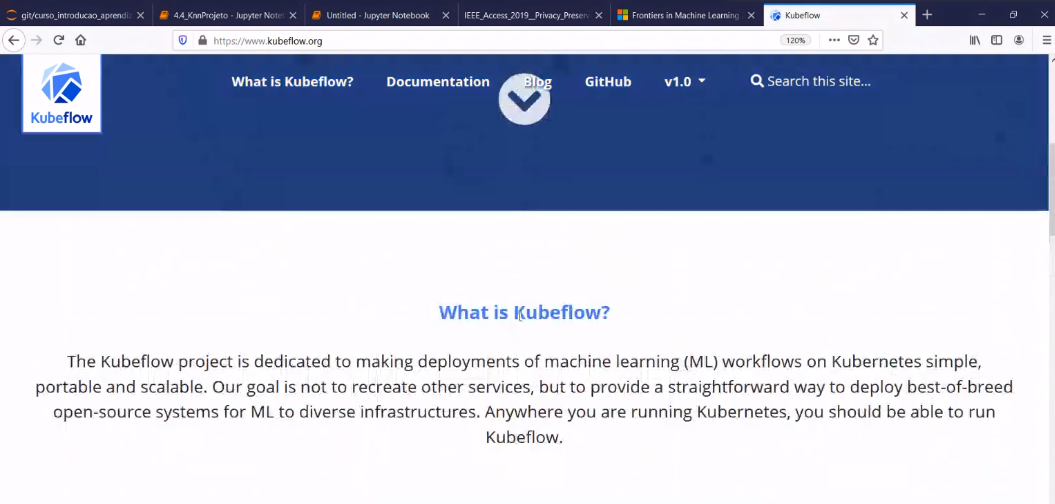 git/curso_introducao_aprendiz
4.4_KnnProjeto - Jupyter Notebook
Untitled - Jupyter Notebook
IEEE_Access_2019__Privacy_Preserv
Frontiers in Machine Learning
Kubeflow
https://www.kubeflow.org
120%
Kubeflow
What is Kubeflow?
Documentation
Blog
GitHub
v1.0
Search this site...
What is Kubeflow?
The Kubeflow project is dedicated to making deployments of machine learning (ML) workflows on Kubernetes simple,
portable and scalable. Our goal is not to recreate other services, but to provide a straightforward way to deploy best-of-breed
open-source systems for ML to diverse infrastructures. Anywhere you are running Kubernetes, you should be able to run
Kubeflow.